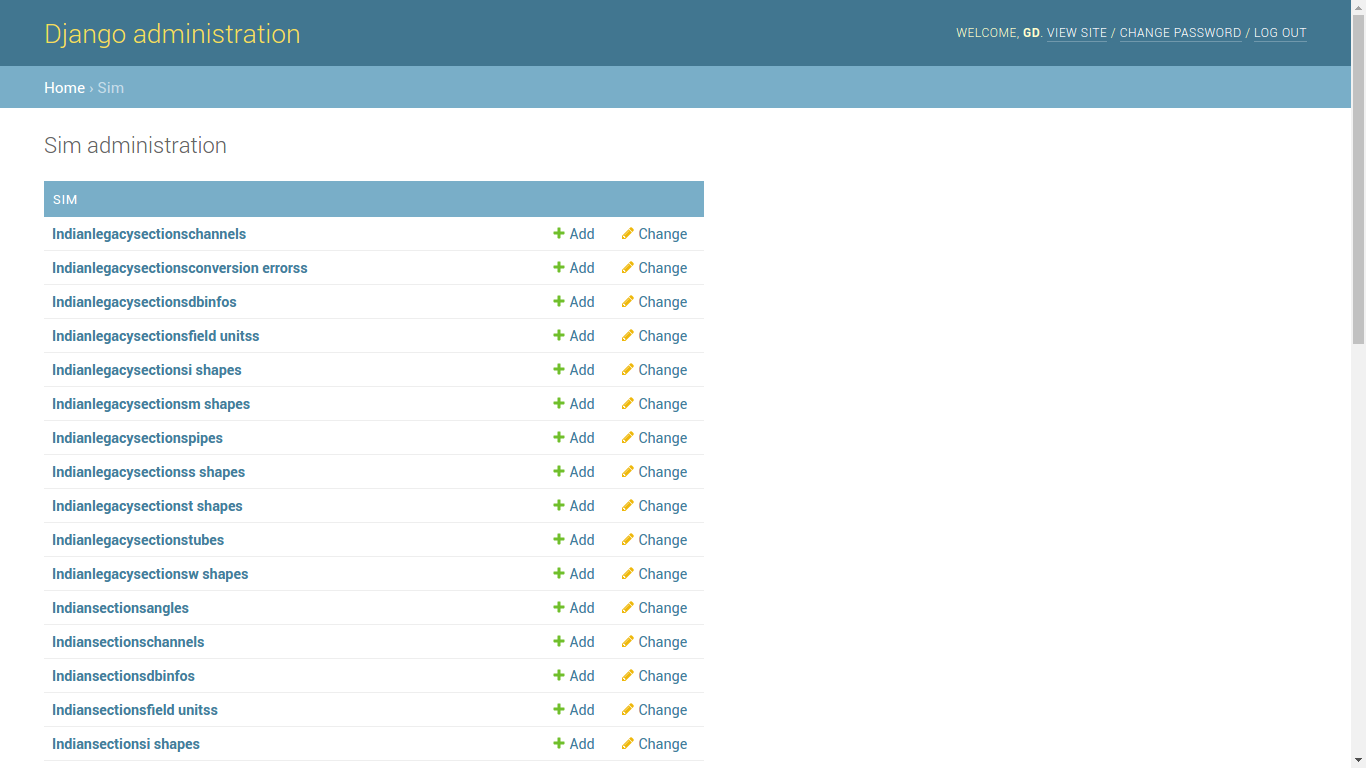 Django administration
WELCOME, GD. VIEW SITE / CHANGE PASSWORD / LOG OUT
Home › Sim
Sim administration
SIM
Indianlegacysectionschannels Add Change
Indianlegacysectionsconversion errorss Add Change
Indianlegacysectionsdbinfos Add Change
Indianlegacysectionsfield unitss Add Change
Indianlegacysectionsi shapes Add Change
Indianlegacysectionsm shapes Add Change
Indianlegacysectionspipes Add Change
Indianlegacysectionss shapes Add Change
Indianlegacysectionst shapes Add Change
Indianlegacysectionstubes Add Change
Indianlegacysectionsw shapes Add Change
Indiansectionsangles Add Change
Indiansectionschannels Add Change
Indiansectionsdbinfos Add Change
Indiansectionsfield unitss Add Change
Indiansectionsi shapes Add Change